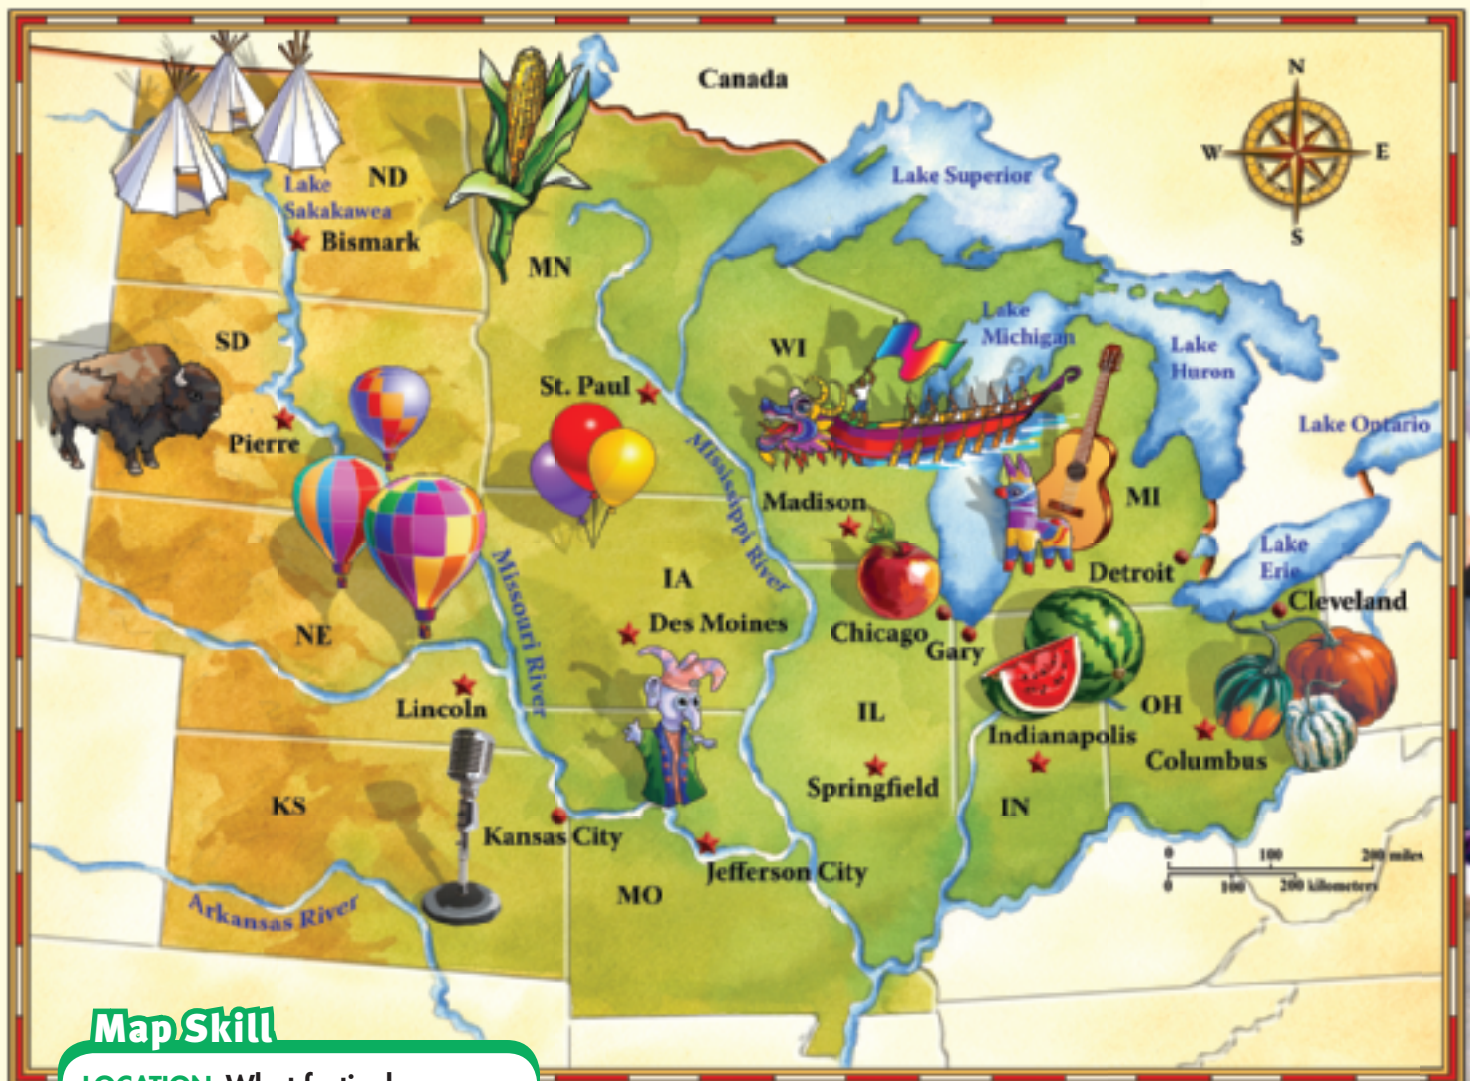 Canada
N
W
E
S
Lake Superior
ND
Lake
Sakakawea
Bismark
MN
Lake
Michigan
SD
WI
Lake
Huron
St. Paul
Lake Ontario
Pierre
Mississippi River
Madison
MI
Lake
Erie
Missouri River
IA
Detroit
Cleveland
Des Moines
NE
Chicago
Gary
Lincoln
IL
OH
Indianapolis
Columbus
Springfield
KS
IN
Kansas City
Jefferson City
0 100 200 miles
0 100 200 kilometers
MO
Arkansas River
Map Skill
LOCATION What festival